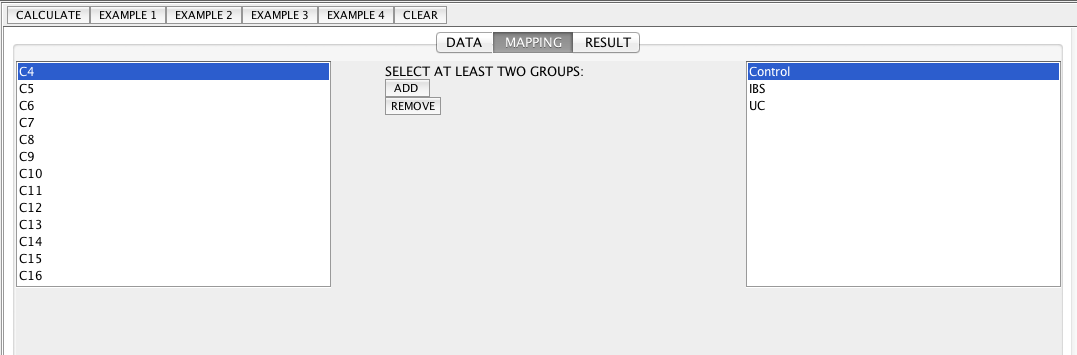 CALCULATE EXAMPLE 1 EXAMPLE 2 EXAMPLE 3 EXAMPLE 4 CLEAR
DATA MAPPING RESULT
C4
C5
C6
C7
C8
C9
C10
C11
C12
C13
C14
C15
C16
SELECT AT LEAST TWO GROUPS:
ADD
REMOVE
Control
IBS
UC